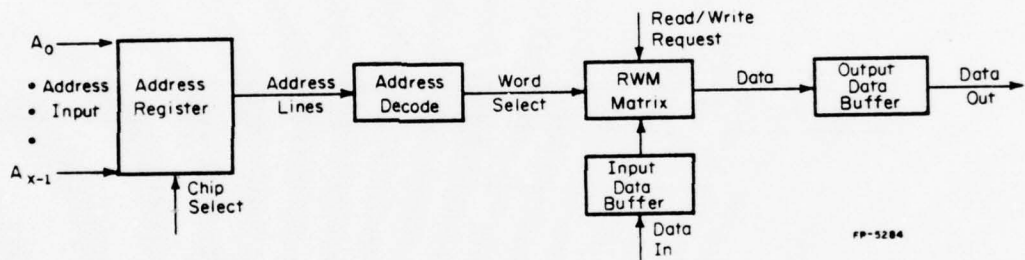 A0
• Address
• Input
•
Ax-1
Address
Register
Chip
Select
Address
Lines
Address
Decode
Word
Select
Read/Write
Request
RWM
Matrix
Input
Data
Buffer
Data
In
Data
Output
Data
Buffer
Data
Out
FP-5284